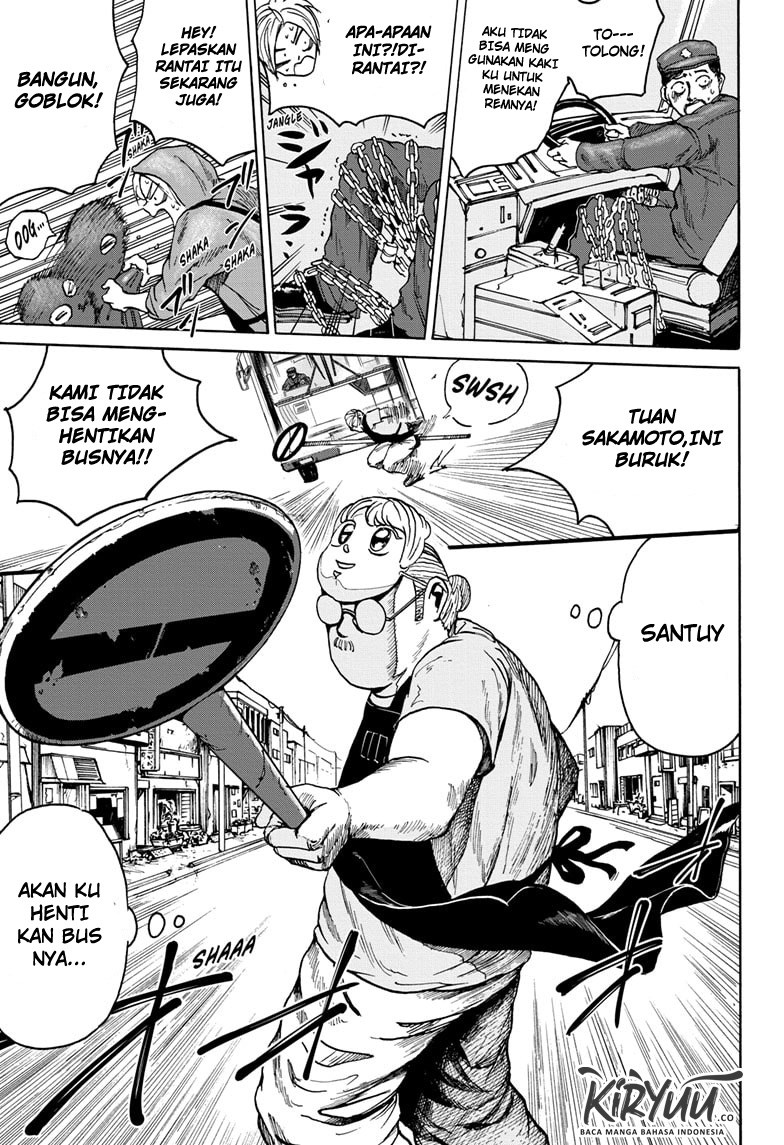 TO---
TOLONG!
AKU TIDAK
BISA MENG
GUNAKAN KAKI
KU UNTUK
MENEKAN
REMNYA!
APA-APAAN
INI?!DI-
RANTAI?!
JANGLE
HEY!
LEPASKAN
RANTAI ITU
SEKARANG
JUGA!
BANGUN,
GOBLOK!
SHAKA
OOG...
SHAKA
SHAKA
SWSH
TUAN
SAKAMOTO,INI
BURUK!
KAMI TIDAK
BISA MENG-
HENTIKAN
BUSNYA!!
SANTUY
AKAN KU
HENTI
KAN BUS
NYA...
SHAAA
KIRYUU.CO
BACA MANGA BAHASA INDONESIA